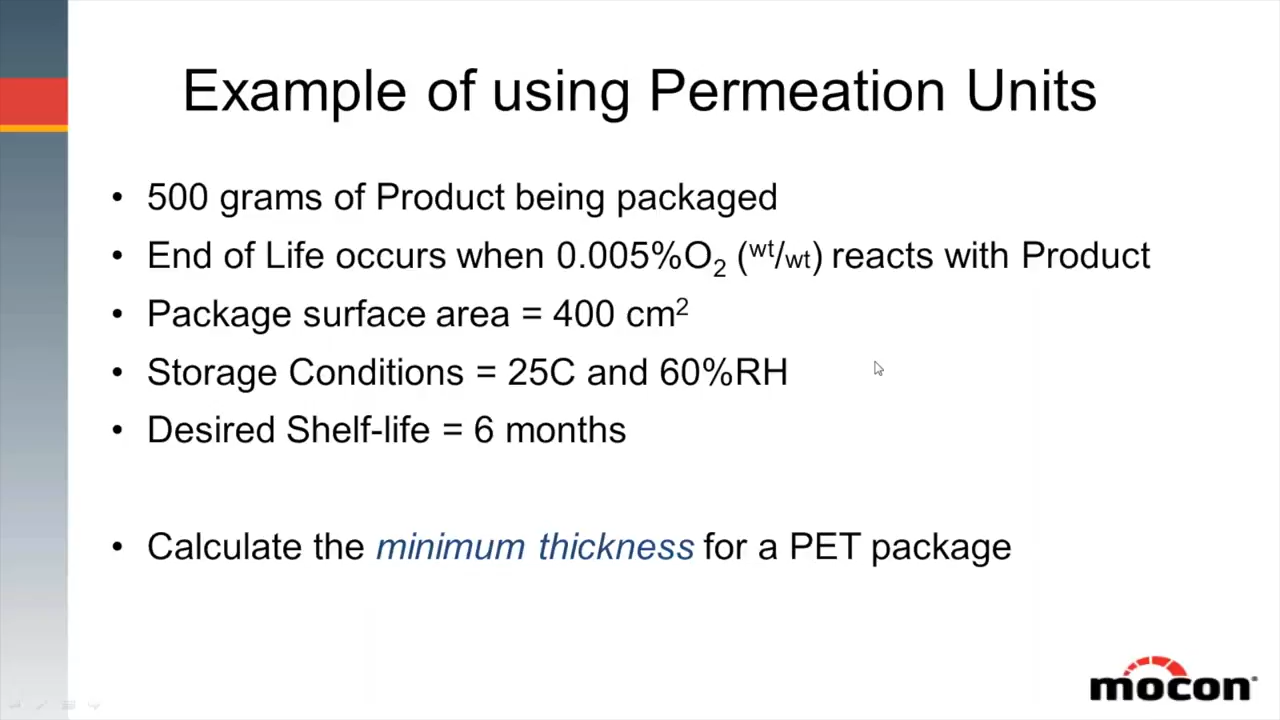 Example of using Permeation Units
• 500 grams of Product being packaged
• End of Life occurs when 0.005%O₂ (ʷᵗ/wt) reacts with Product
• Package surface area = 400 cm²
• Storage Conditions = 25C and 60%RH
• Desired Shelf-life = 6 months
• Calculate the minimum thickness for a PET package
mocon